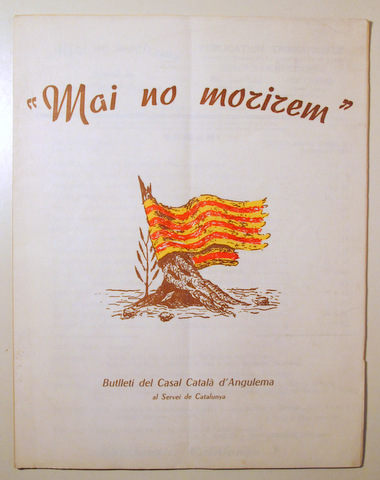 "Mai no morirem"
Butlletí del Casal Català d'Angulema
al Servei de Catalunya